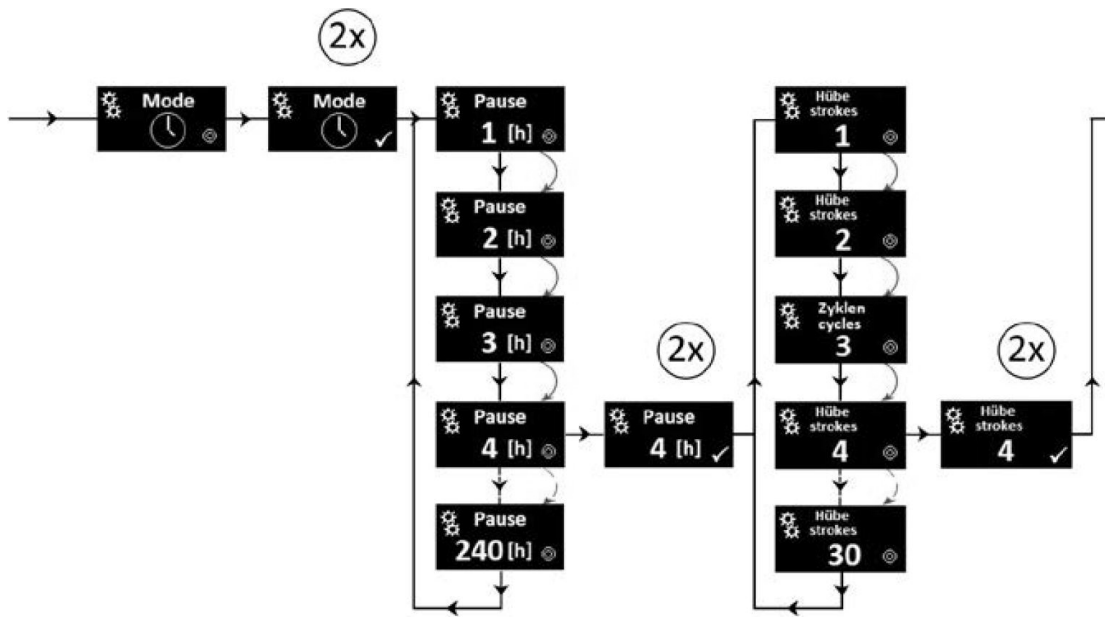 2x
Mode
Mode
Pause
1 [h]
Pause
2 [h]
Pause
3 [h]
Pause
4 [h]
Pause
240 [h]
2x
Pause
4 [h]
Hübe
strokes
1
Hübe
strokes
2
Zyklen
cycles
3
Hübe
strokes
4
Hübe
strokes
30
2x
Hübe
strokes
4